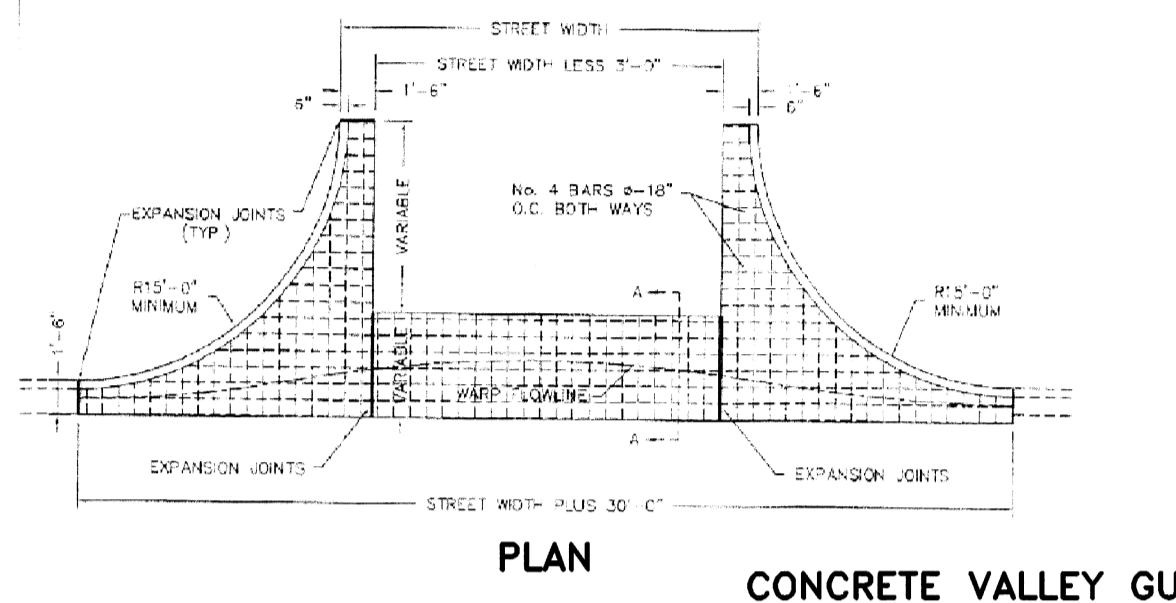 STREET WIDTH
STREET WIDTH LESS 3'-0"
6"
1'-6"
1'-6"
6"
No. 4 BARS ø-18"
O.C. BOTH WAYS
EXPANSION JOINTS
(TYP.)
VARIABLE
R15'-0"
MINIMUM
A
R15'-0"
MINIMUM
1'-6"
VARIABLE
WARP FLOWLINE
A
EXPANSION JOINTS
EXPANSION JOINTS
STREET WIDTH PLUS 30'-0"
PLAN
CONCRETE VALLEY GU